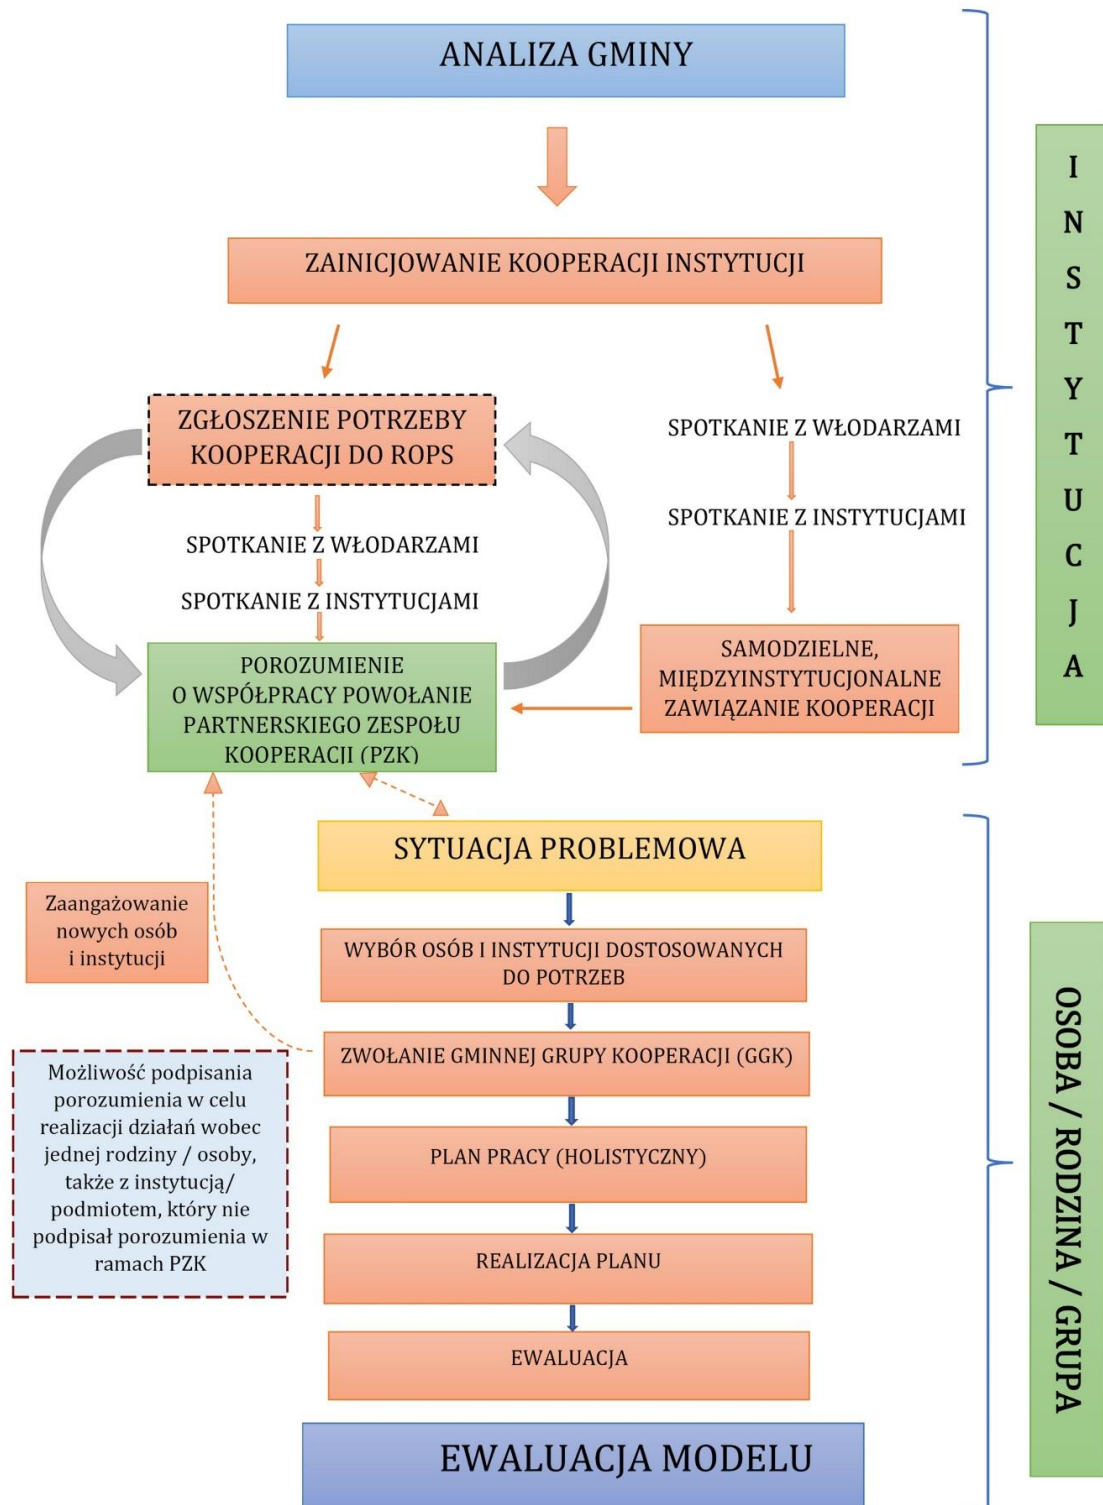 ANALIZA GMINY
ZAINICJOWANIE KOOPERACJI INSTYTUCJI
ZGŁOSZENIE POTRZEBY
KOOPERACJI DO ROPS
SPOTKANIE Z WŁODARZAMI
SPOTKANIE Z INSTYTUCJAMI
SPOTKANIE Z WŁODARZAMI
SPOTKANIE Z INSTYTUCJAMI
POROZUMIENIE
O WSPÓŁPRACY POWOŁANIE
PARTNERSKIEGO ZESPOŁU
KOOPERACJI (PZK)
SAMODZIELNE,
MIĘDZYINSTYTUCJONALNE
ZAWIĄZANIE KOOPERACJI
INSTYTUCJA
SYTUACJA PROBLEMOWA
Zaangażowanie
nowych osób
i instytucji
WYBÓR OSÓB I INSTYTUCJI DOSTOSOWANYCH
DO POTRZEB
ZWOŁANIE GMINNEJ GRUPY KOOPERACJI (GGK)
Możliwość podpisania
porozumienia w celu
realizacji działań wobec
jednej rodziny / osoby,
także z instytucją/
podmiotem, który nie
podpisał porozumienia w
ramach PZK
PLAN PRACY (HOLISTYCZNY)
REALIZACJA PLANU
EWALUACJA
EWALUACJA MODELU
OSOBA / RODZINA / GRUPA